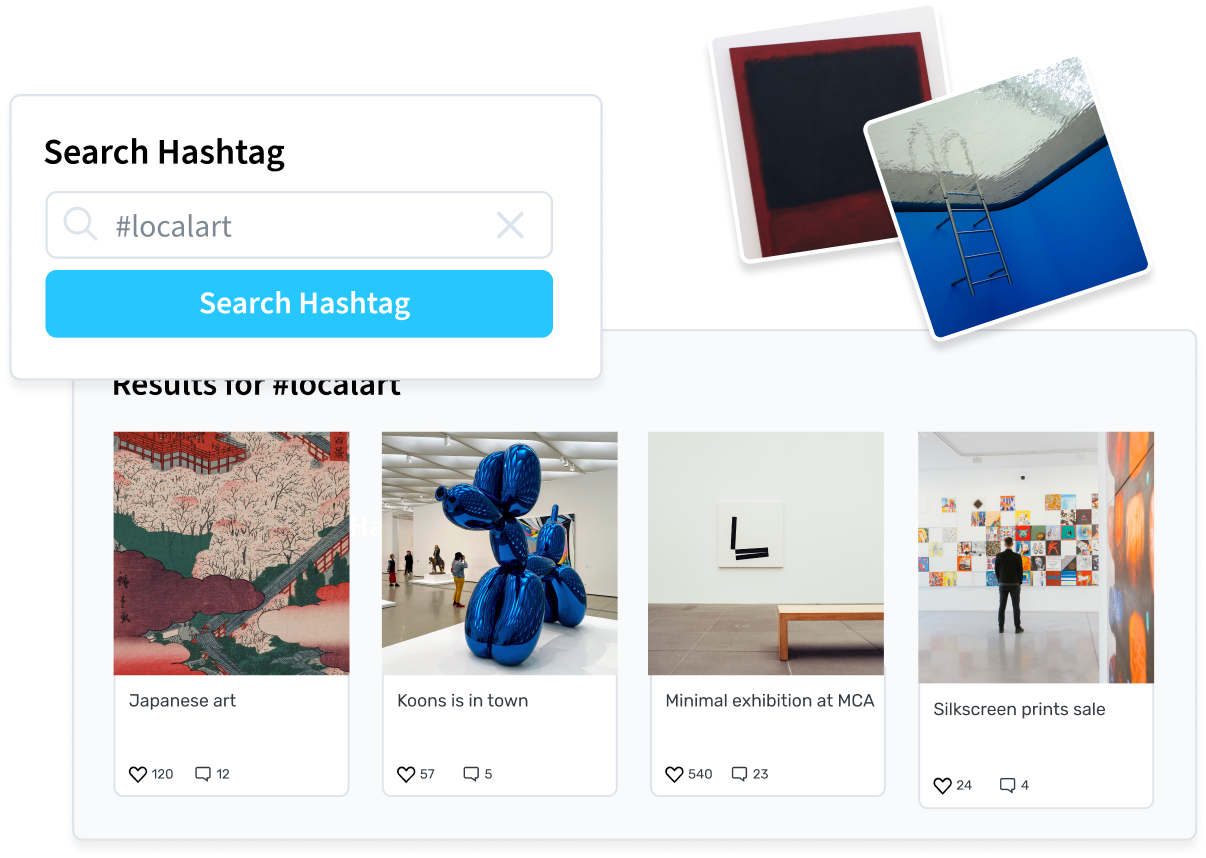 Search Hashtag
#localart
Search Hashtag
Results for #localart
Japanese art
120 12
Koons is in town
57 5
Minimal exhibition at MCA
540 23
Silkscreen prints sale
24 4